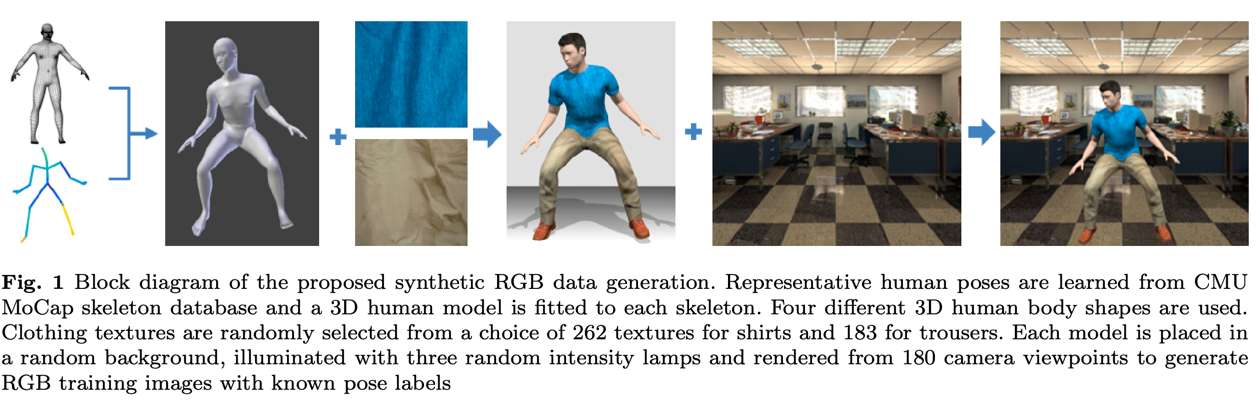 Fig. 1 Block diagram of the proposed synthetic RGB data generation. Representative human poses are learned from CMU
MoCap skeleton database and a 3D human model is fitted to each skeleton. Four different 3D human body shapes are used.
Clothing textures are randomly selected from a choice of 262 textures for shirts and 183 for trousers. Each model is placed in
a random background, illuminated with three random intensity lamps and rendered from 180 camera viewpoints to generate
RGB training images with known pose labels